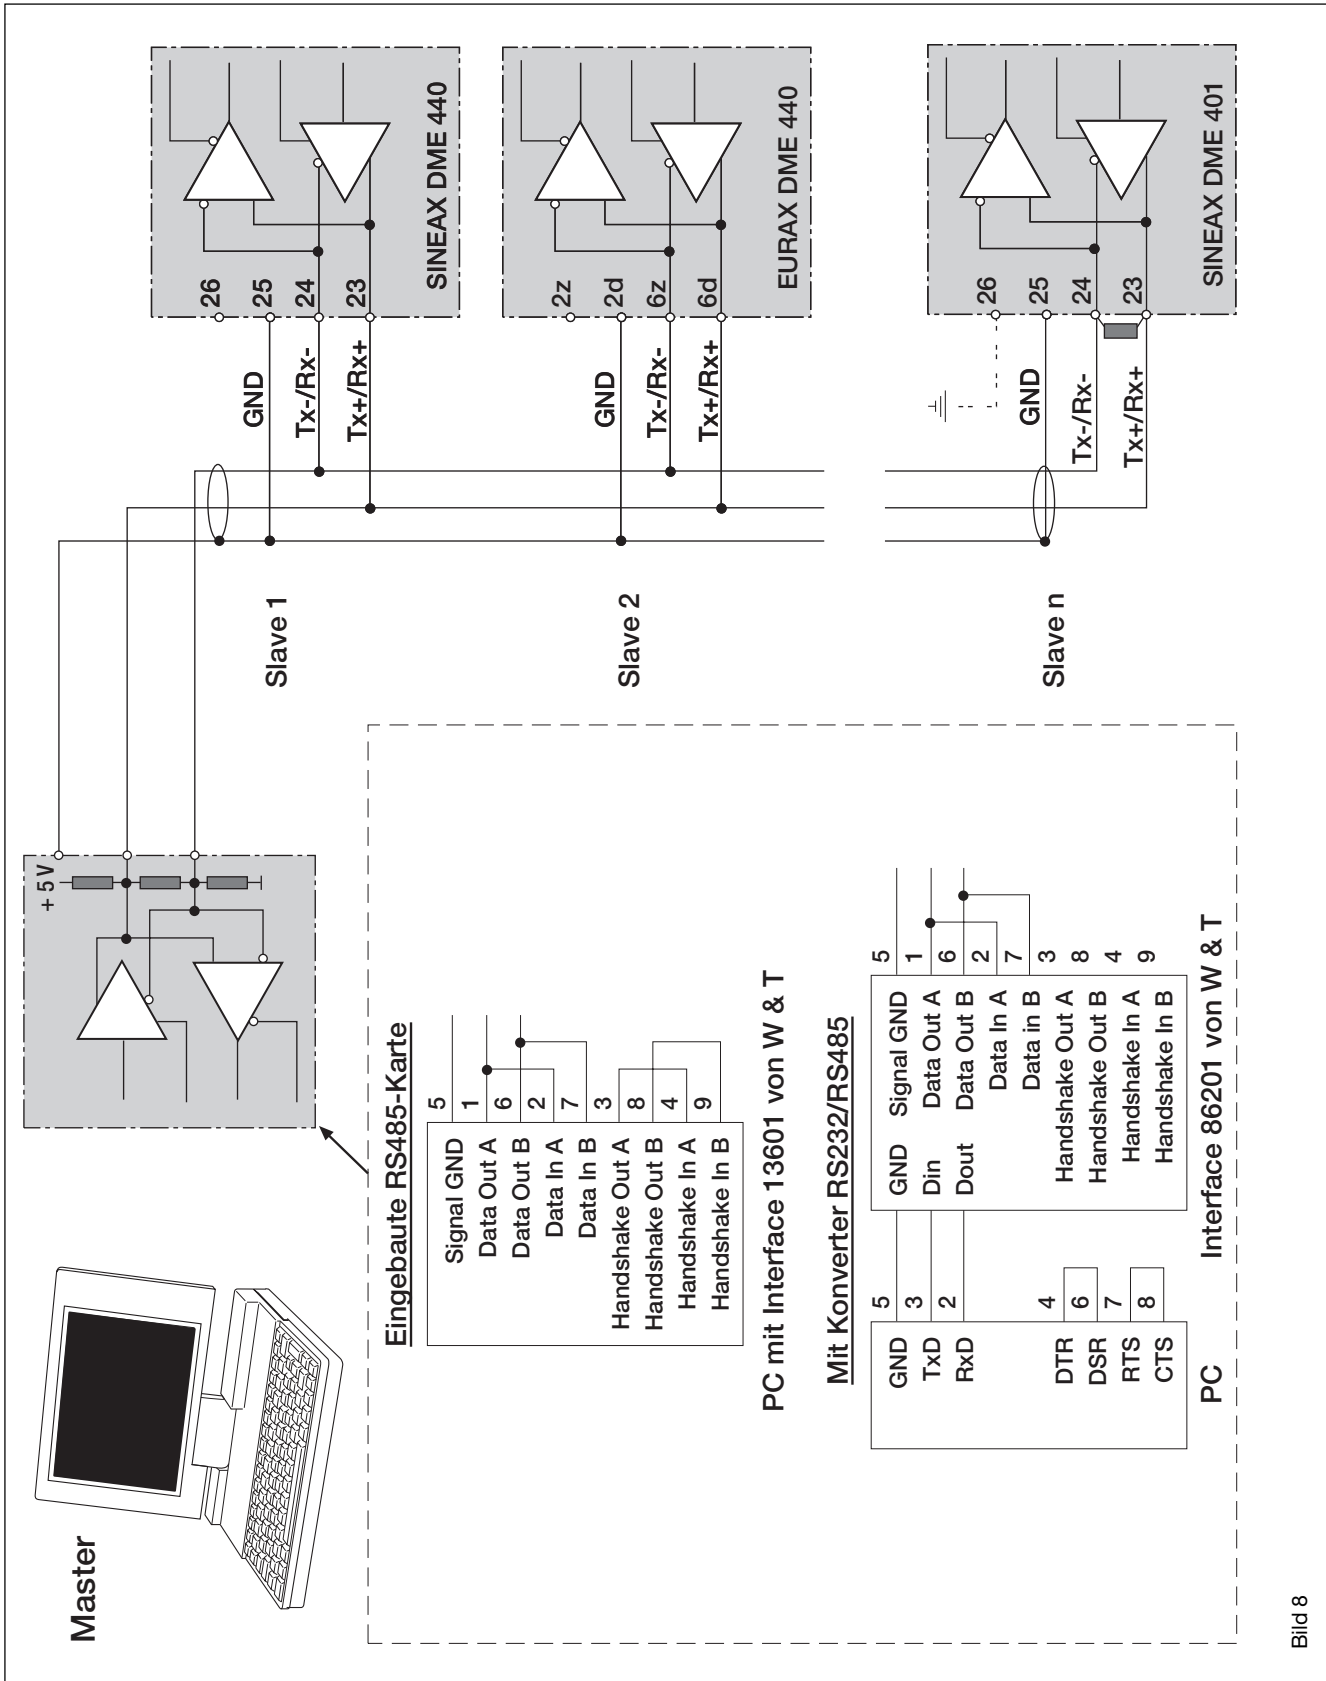 Master
+ 5 V
SINEAX DME 440
26
25
24
23
GND
Tx-/Rx-
Tx+/Rx+
Slave 1
EURAX DME 440
2z
2d
6z
6d
GND
Tx-/Rx-
Tx+/Rx+
Slave 2
SINEAX DME 401
26
25
24
23
GND
Tx-/Rx-
Tx+/Rx+
Slave n
Eingebaute RS485-Karte
Signal GND 5
Data Out A 1
Data Out B 6
Data In A 2
Data In B 7
Handshake Out A 3
Handshake Out B 8
Handshake In A 4
Handshake In B 9
PC mit Interface 13601 von W & T
Mit Konverter RS232/RS485
GND 5
TxD 3
RxD 2
DTR 4
DSR 6
RTS 7
CTS 8
PC
GND Signal GND 5
Din Data Out A 1
Dout Data Out B 6
Data In A 2
Data in B 7
Handshake Out A 3
Handshake Out B 8
Handshake In A 4
Handshake In B 9
Interface 86201 von W & T
Bild 8